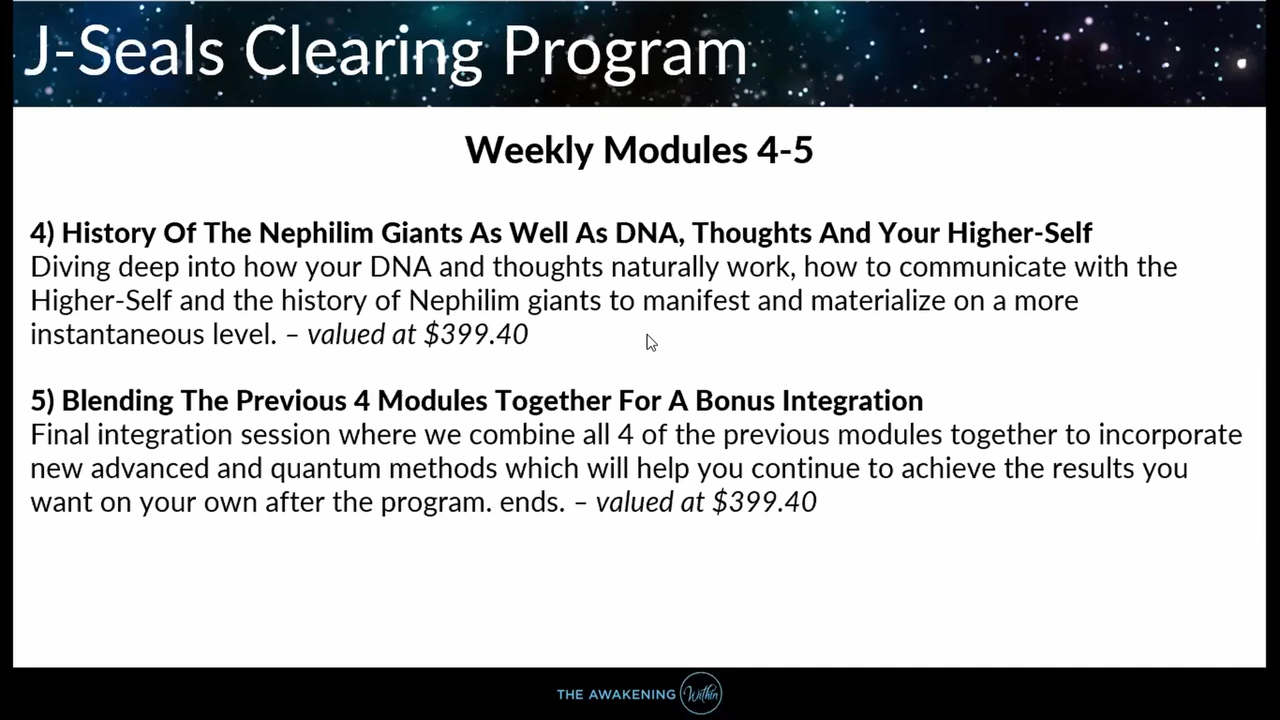 J-Seals Clearing Program
Weekly Modules 4-5
4) History Of The Nephilim Giants As Well As DNA, Thoughts And Your Higher-Self
Diving deep into how your DNA and thoughts naturally work, how to communicate with the
Higher-Self and the history of Nephilim giants to manifest and materialize on a more
instantaneous level. – valued at $399.40
5) Blending The Previous 4 Modules Together For A Bonus Integration
Final integration session where we combine all 4 of the previous modules together to incorporate
new advanced and quantum methods which will help you continue to achieve the results you
want on your own after the program. ends. – valued at $399.40
THE AWAKENING Within